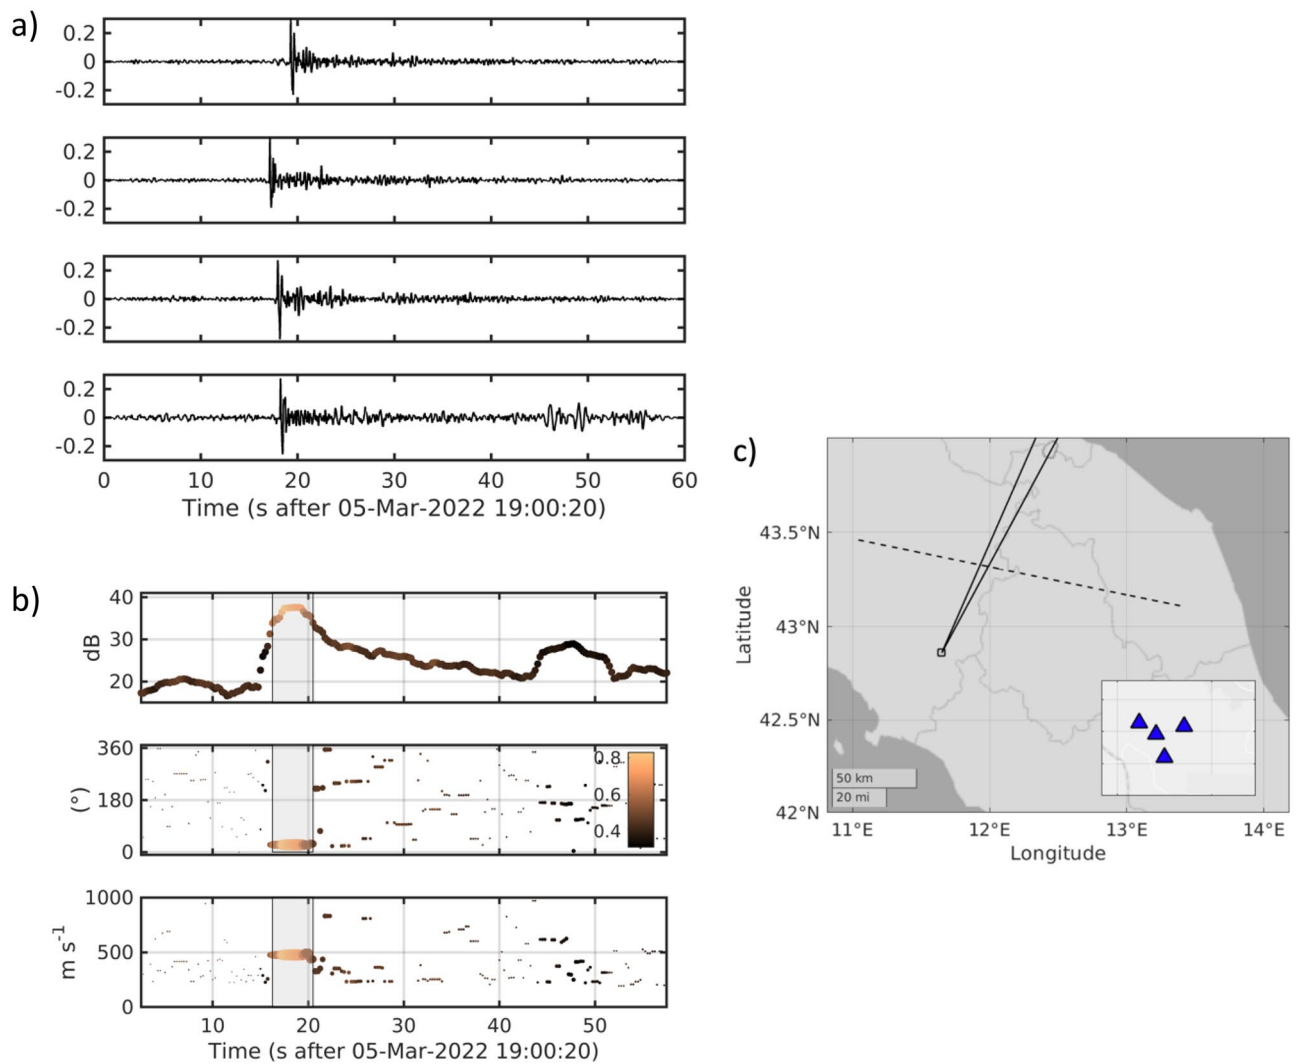 a)
0.2
0
-0.2
0.2
0
-0.2
0.2
0
-0.2
0.2
0
-0.2
0 10 20 30 40 50 60
Time (s after 05-Mar-2022 19:00:20)
b)
40
30
20
dB
360
180
0
(°)
0.8
0.6
0.4
1000
500
0
m s-1
10 20 30 40 50
Time (s after 05-Mar-2022 19:00:20)
c)
43.5°N
43°N
42.5°N
42°N
Latitude
50 km
20 mi
11°E 12°E 13°E 14°E
Longitude